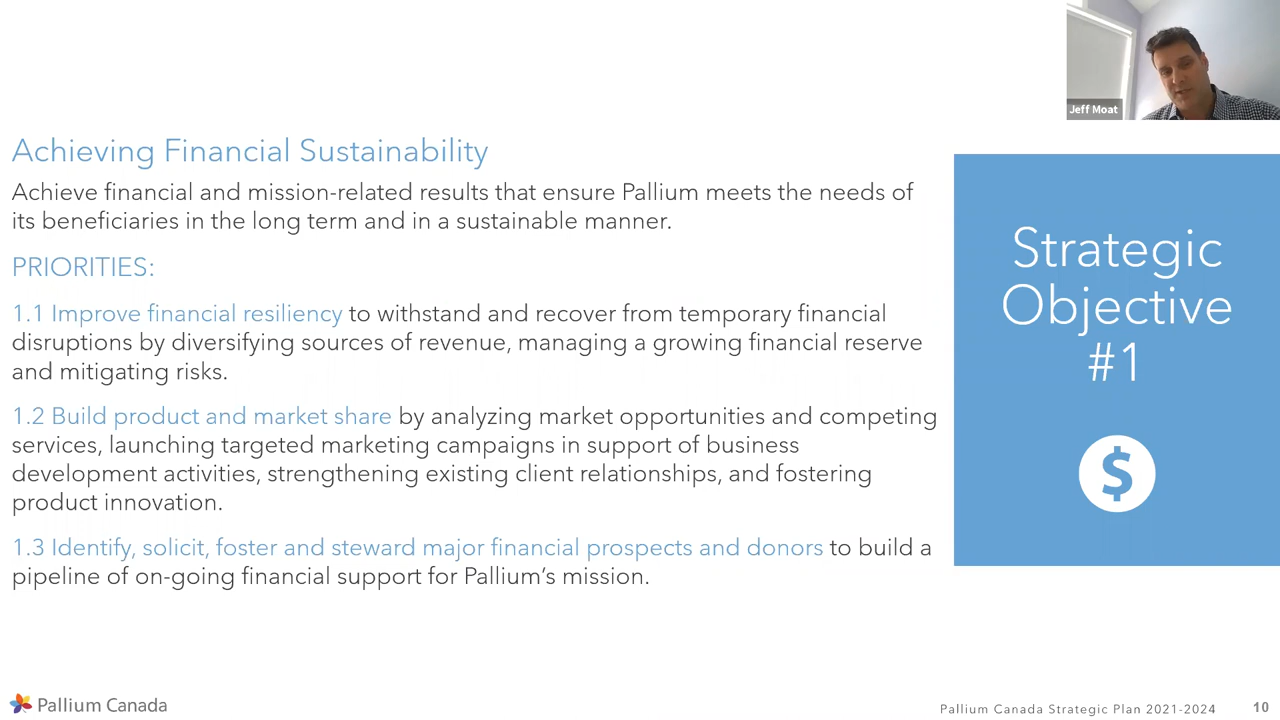 Jeff Moat
Achieving Financial Sustainability
Achieve financial and mission-related results that ensure Pallium meets the needs of
its beneficiaries in the long term and in a sustainable manner.
PRIORITIES:
1.1 Improve financial resiliency to withstand and recover from temporary financial
disruptions by diversifying sources of revenue, managing a growing financial reserve
and mitigating risks.
1.2 Build product and market share by analyzing market opportunities and competing
services, launching targeted marketing campaigns in support of business
development activities, strengthening existing client relationships, and fostering
product innovation.
1.3 Identify, solicit, foster and steward major financial prospects and donors to build a
pipeline of on-going financial support for Pallium’s mission.
Strategic
Objective
#1
$
Pallium Canada
Pallium Canada Strategic Plan 2021-2024 10